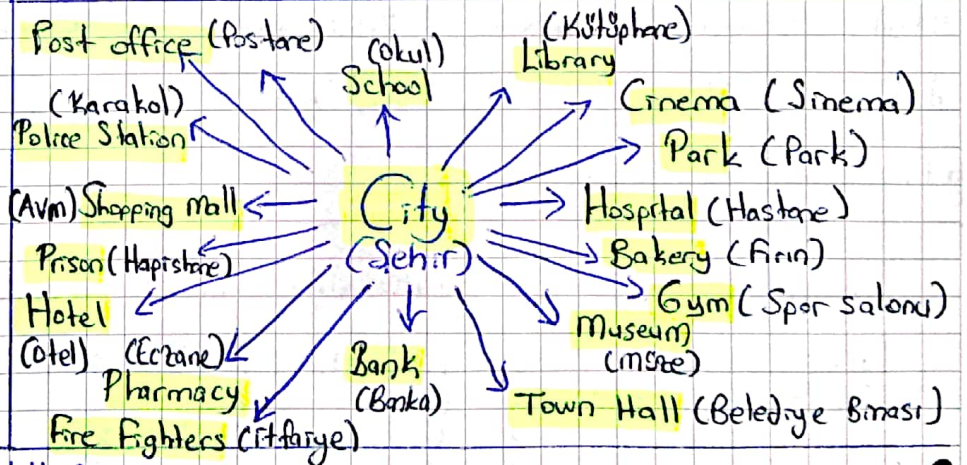 Post office (Postane)
(Okul)
School
(Kütüphane)
Library
(Karakol)
Police Station
Cinema (Sinema)
Park (Park)
(Avm) Shopping mall
City
(Şehir)
Hospital (Hastane)
Prison (Hapishane)
Bakery (Fırın)
Gym (Spor salonu)
Hotel
(Otel)
(Eczane)
Pharmacy
Bank
(Banka)
Museum
(müze)
Town Hall (Belediye Binası)
Fire Fighters (itfaiye)